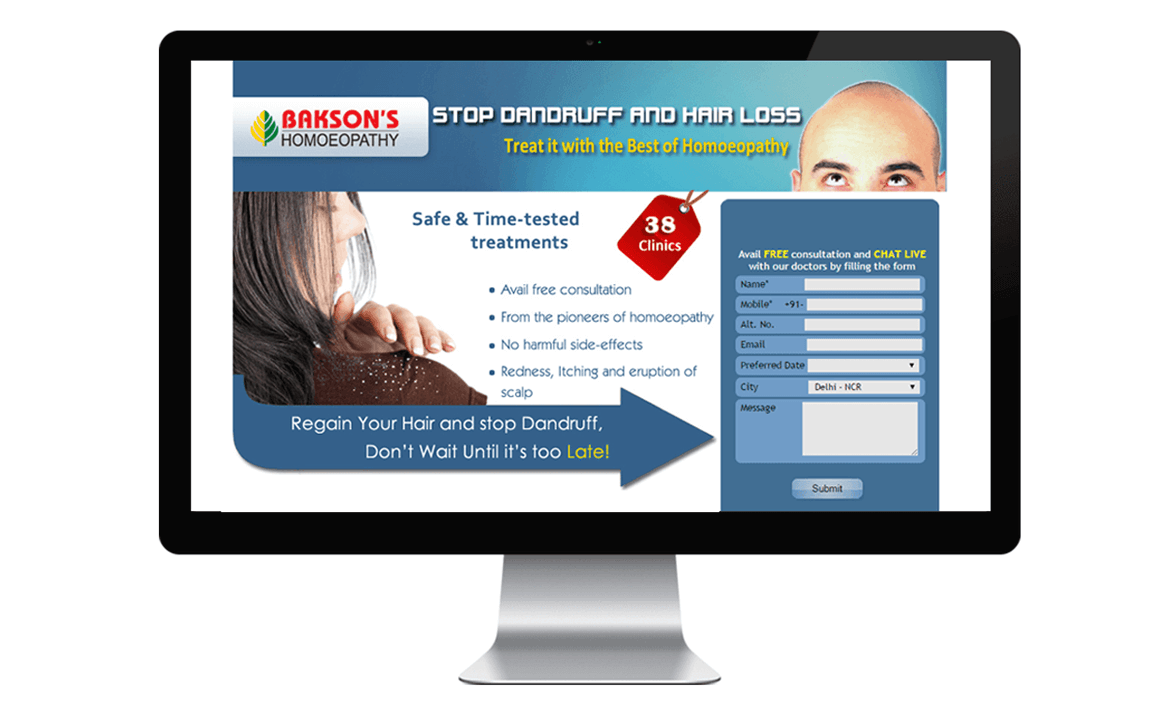 BAKSON'S
HOMOEOPATHY
STOP DANDRUFF AND HAIR LOSS
Treat it with the Best of Homoeopathy
Safe & Time-tested
treatments
38
Clinics
• Avail free consultation
• From the pioneers of homoeopathy
• No harmful side-effects
• Redness, Itching and eruption of
scalp
Regain Your Hair and stop Dandruff,
Don't Wait Until it's too Late!
Avail FREE consultation and CHAT LIVE
with our doctors by filling the form
Name*
Mobile* +91-
Alt. No.
Email
Preferred Date
City Delhi - NCR
Message
Submit